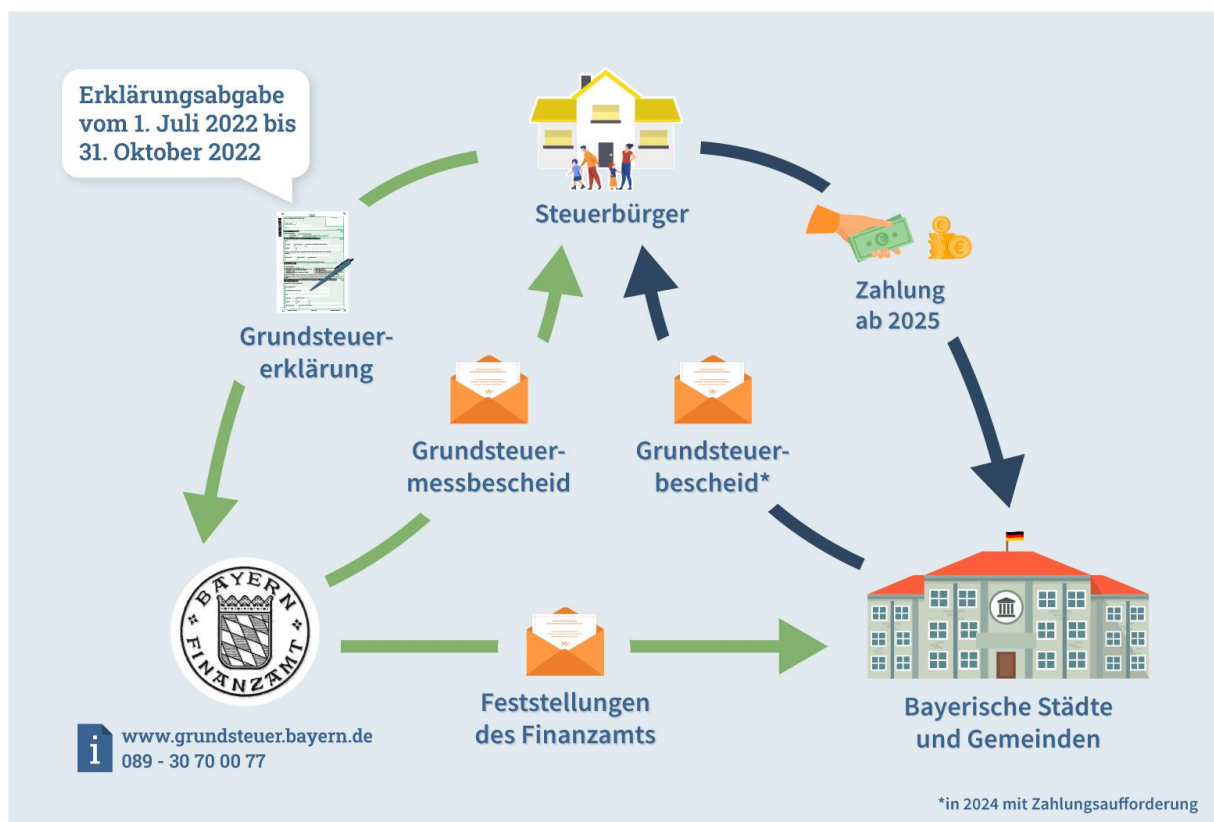 Erklärungsabgabe
vom 1. Juli 2022 bis
31. Oktober 2022
Steuerbürger
Grundsteuer-
erklärung
Zahlung
ab 2025
Grundsteuer-
messbescheid
Grundsteuer-
bescheid*
BAYERN
FINANZAMT
Feststellungen
des Finanzamts
Bayerische Städte
und Gemeinden
i
www.grundsteuer.bayern.de
089 - 30 70 00 77
*in 2024 mit Zahlungsaufforderung